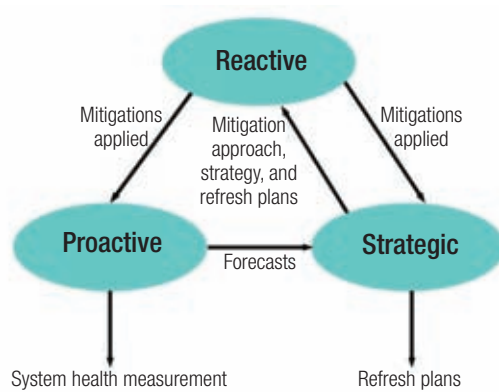 Reactive
Mitigations
applied
Mitigation
approach,
strategy, and
refresh plans
Mitigations
applied
Proactive
Forecasts
Strategic
System health measurement
Refresh plans